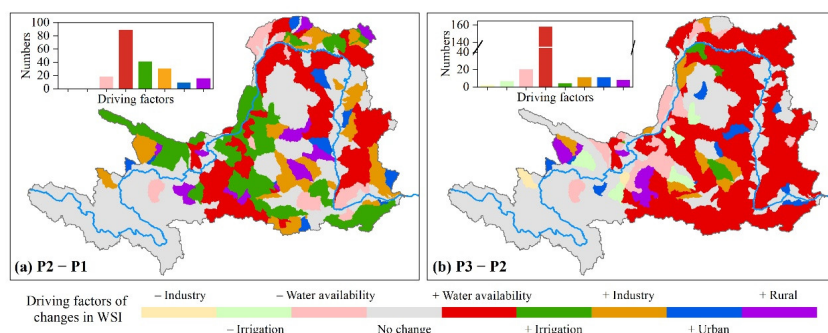 100
80
60
40
20
0
Numbers
Driving factors
(a) P2 − P1
160
140
40
20
0
Numbers
Driving factors
(b) P3 − P2
Driving factors of
changes in WSI
− Industry − Water availability + Water availability + Industry + Rural
− Irrigation No change + Irrigation + Urban